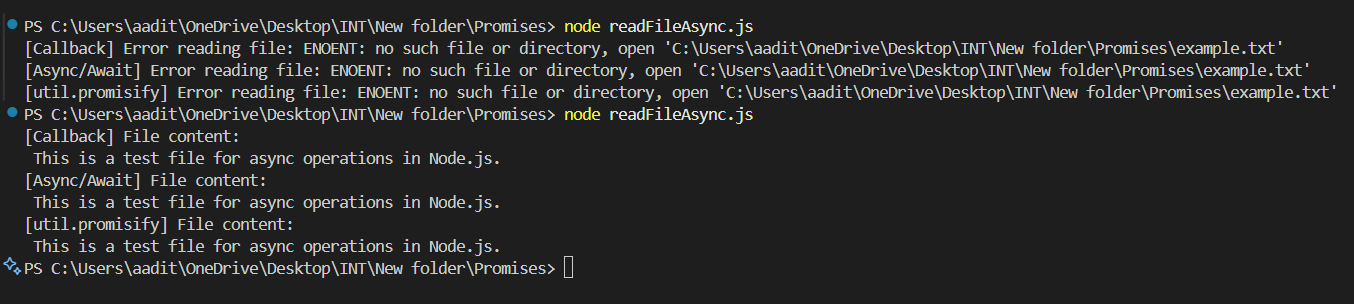 PS C:\Users\aadit\OneDrive\Desktop\INT\New folder\Promises> node readFileAsync.js
[Callback] Error reading file: ENOENT: no such file or directory, open 'C:\Users\aadit\OneDrive\Desktop\INT\New folder\Promises\example.txt'
[Async/Await] Error reading file: ENOENT: no such file or directory, open 'C:\Users\aadit\OneDrive\Desktop\INT\New folder\Promises\example.txt'
[util.promisify] Error reading file: ENOENT: no such file or directory, open 'C:\Users\aadit\OneDrive\Desktop\INT\New folder\Promises\example.txt'
PS C:\Users\aadit\OneDrive\Desktop\INT\New folder\Promises> node readFileAsync.js
[Callback] File content:
 This is a test file for async operations in Node.js.
[Async/Await] File content:
 This is a test file for async operations in Node.js.
[util.promisify] File content:
 This is a test file for async operations in Node.js.
PS C:\Users\aadit\OneDrive\Desktop\INT\New folder\Promises>